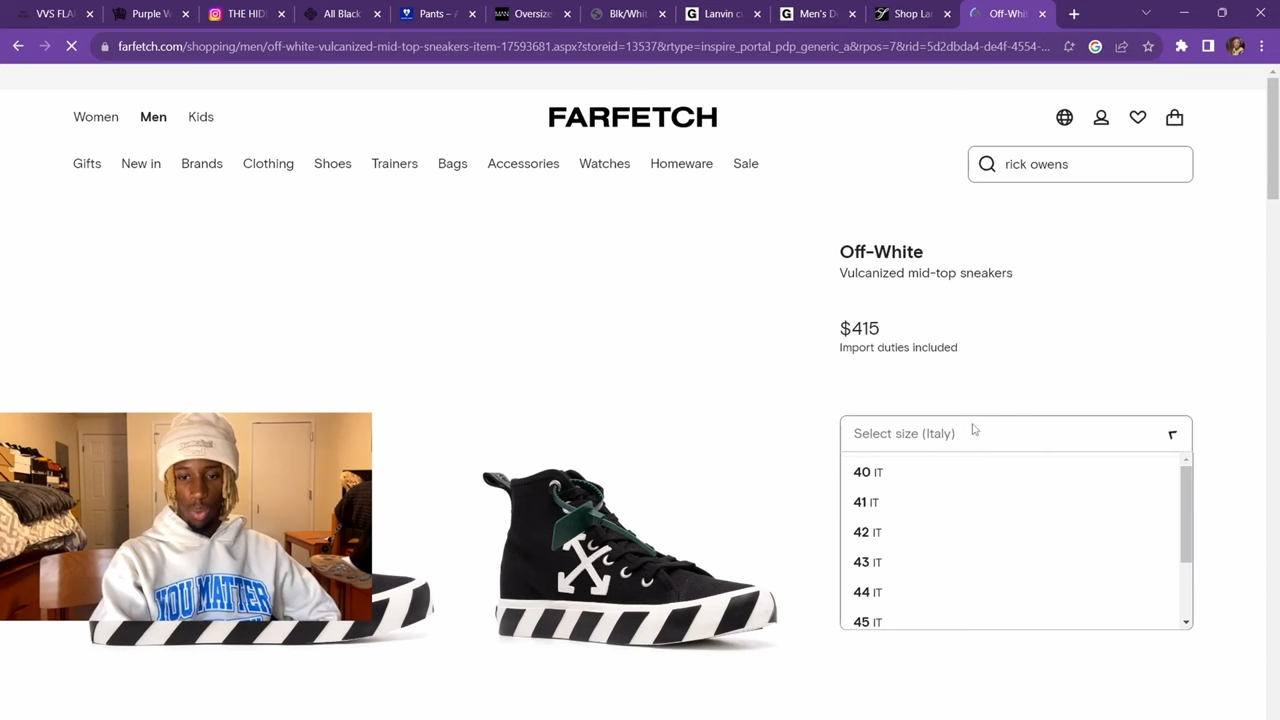 VVS FLA
Purple W
THE HID
All Black
Pants – A
Oversize
Blk/Whit
Lanvin c
Men's D
Shop La
Off-Whit
farfetch.com/shopping/men/off-white-vulcanized-mid-top-sneakers-item-17593681.aspx?storeid=13537&rtype=inspire_portal_pdp_generic_a&rpos=7&rid=5d2dbda4-de4f-4554-...
Women Men Kids
FARFETCH
Gifts New in Brands Clothing Shoes Trainers Bags Accessories Watches Homeware Sale
rick owens
Off-White
Vulcanized mid-top sneakers
$415
Import duties included
Select size (Italy)
40 IT
41 IT
42 IT
43 IT
44 IT
45 IT
YOU MATTER